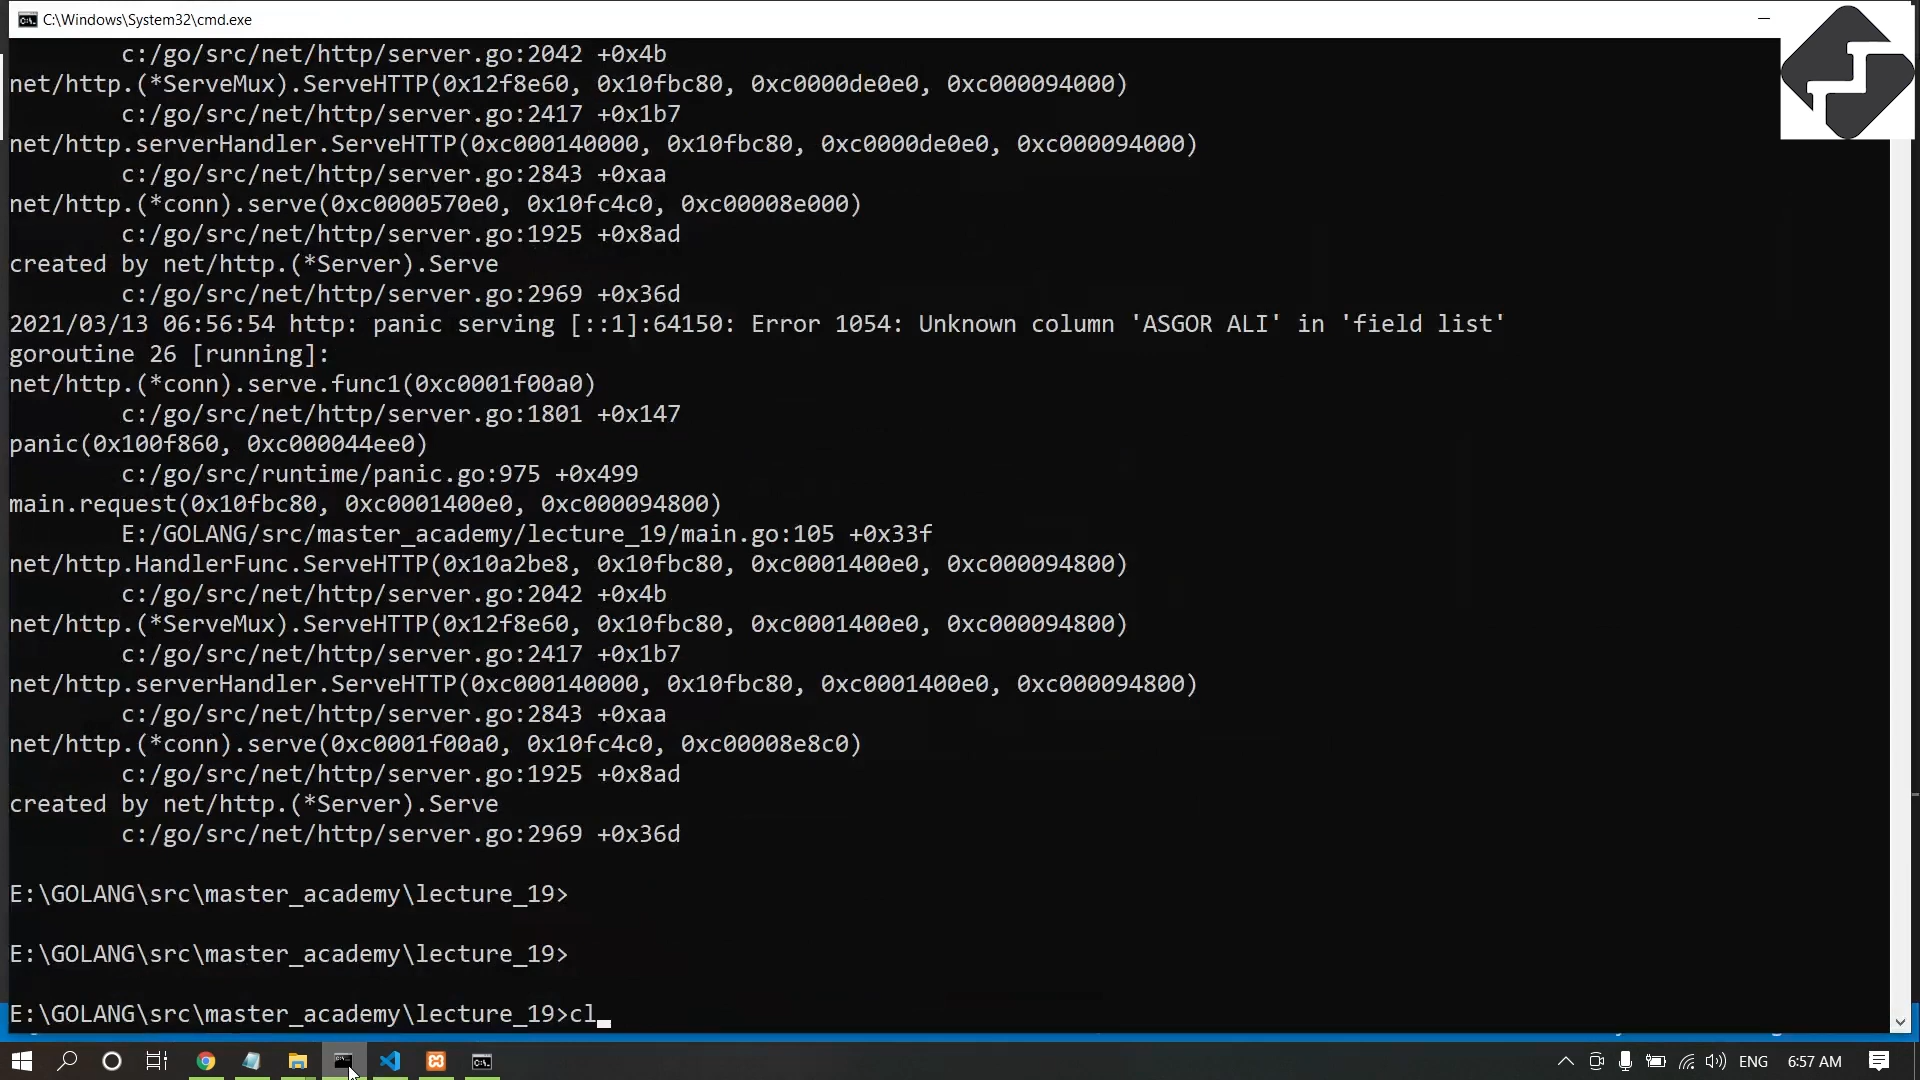 C:\Windows\System32\cmd.exe
c:/go/src/net/http/server.go:2042 +0x4b
net/http.(*ServeMux).ServeHTTP(0x12f8e60, 0x10fbc80, 0xc0000de0e0, 0xc000094000)
c:/go/src/net/http/server.go:2417 +0x1b7
net/http.serverHandler.ServeHTTP(0xc000140000, 0x10fbc80, 0xc0000de0e0, 0xc000094000)
c:/go/src/net/http/server.go:2843 +0xaa
net/http.(*conn).serve(0xc0000570e0, 0x10fc4c0, 0xc00008e000)
c:/go/src/net/http/server.go:1925 +0x8ad
created by net/http.(*Server).Serve
c:/go/src/net/http/server.go:2969 +0x36d
2021/03/13 06:56:54 http: panic serving [::1]:64150: Error 1054: Unknown column 'ASGOR ALI' in 'field list'
goroutine 26 [running]:
net/http.(*conn).serve.func1(0xc0001f00a0)
c:/go/src/net/http/server.go:1801 +0x147
panic(0x100f860, 0xc000044ee0)
c:/go/src/runtime/panic.go:975 +0x499
main.request(0x10fbc80, 0xc0001400e0, 0xc000094800)
E:/GOLANG/src/master_academy/lecture_19/main.go:105 +0x33f
net/http.HandlerFunc.ServeHTTP(0x10a2be8, 0x10fbc80, 0xc0001400e0, 0xc000094800)
c:/go/src/net/http/server.go:2042 +0x4b
net/http.(*ServeMux).ServeHTTP(0x12f8e60, 0x10fbc80, 0xc0001400e0, 0xc000094800)
c:/go/src/net/http/server.go:2417 +0x1b7
net/http.serverHandler.ServeHTTP(0xc000140000, 0x10fbc80, 0xc0001400e0, 0xc000094800)
c:/go/src/net/http/server.go:2843 +0xaa
net/http.(*conn).serve(0xc0001f00a0, 0x10fc4c0, 0xc00008e8c0)
c:/go/src/net/http/server.go:1925 +0x8ad
created by net/http.(*Server).Serve
c:/go/src/net/http/server.go:2969 +0x36d
E:\GOLANG\src\master_academy\lecture_19>
E:\GOLANG\src\master_academy\lecture_19>
E:\GOLANG\src\master_academy\lecture_19>cl
ENG 6:57 AM